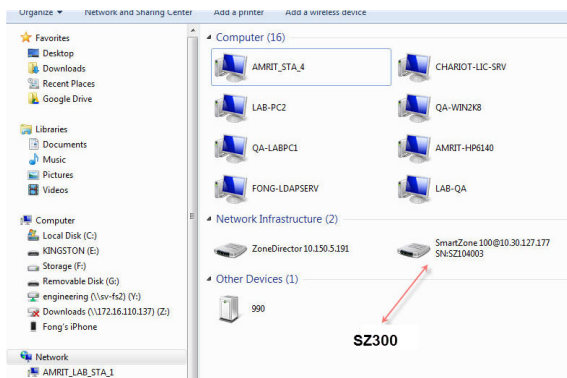 Organize Network and Sharing Center Add a printer Add a wireless device
Favorites
Desktop
Downloads
Recent Places
Google Drive
Libraries
Documents
Music
Pictures
Videos
Computer
Local Disk (C:)
KINGSTON (E:)
Storage (F:)
Removable Disk (G:)
engineering (\\sv-fs2) (Y:)
Downloads (\\172.16.110.137) (Z:)
Fong's iPhone
Network
AMRIT_LAB_STA_1
Computer (16)
AMRIT_STA_4
CHARIOT-LIC-SRV
LAB-PC2
QA-WIN2K8
QA-LABPC1
AMRIT-HP6140
FONG-LDAPSERV
LAB-QA
Network Infrastructure (2)
ZoneDirector 10.150.5.191
SmartZone 100@10.30.127.177
SN:SZ104003
Other Devices (1)
990
SZ300